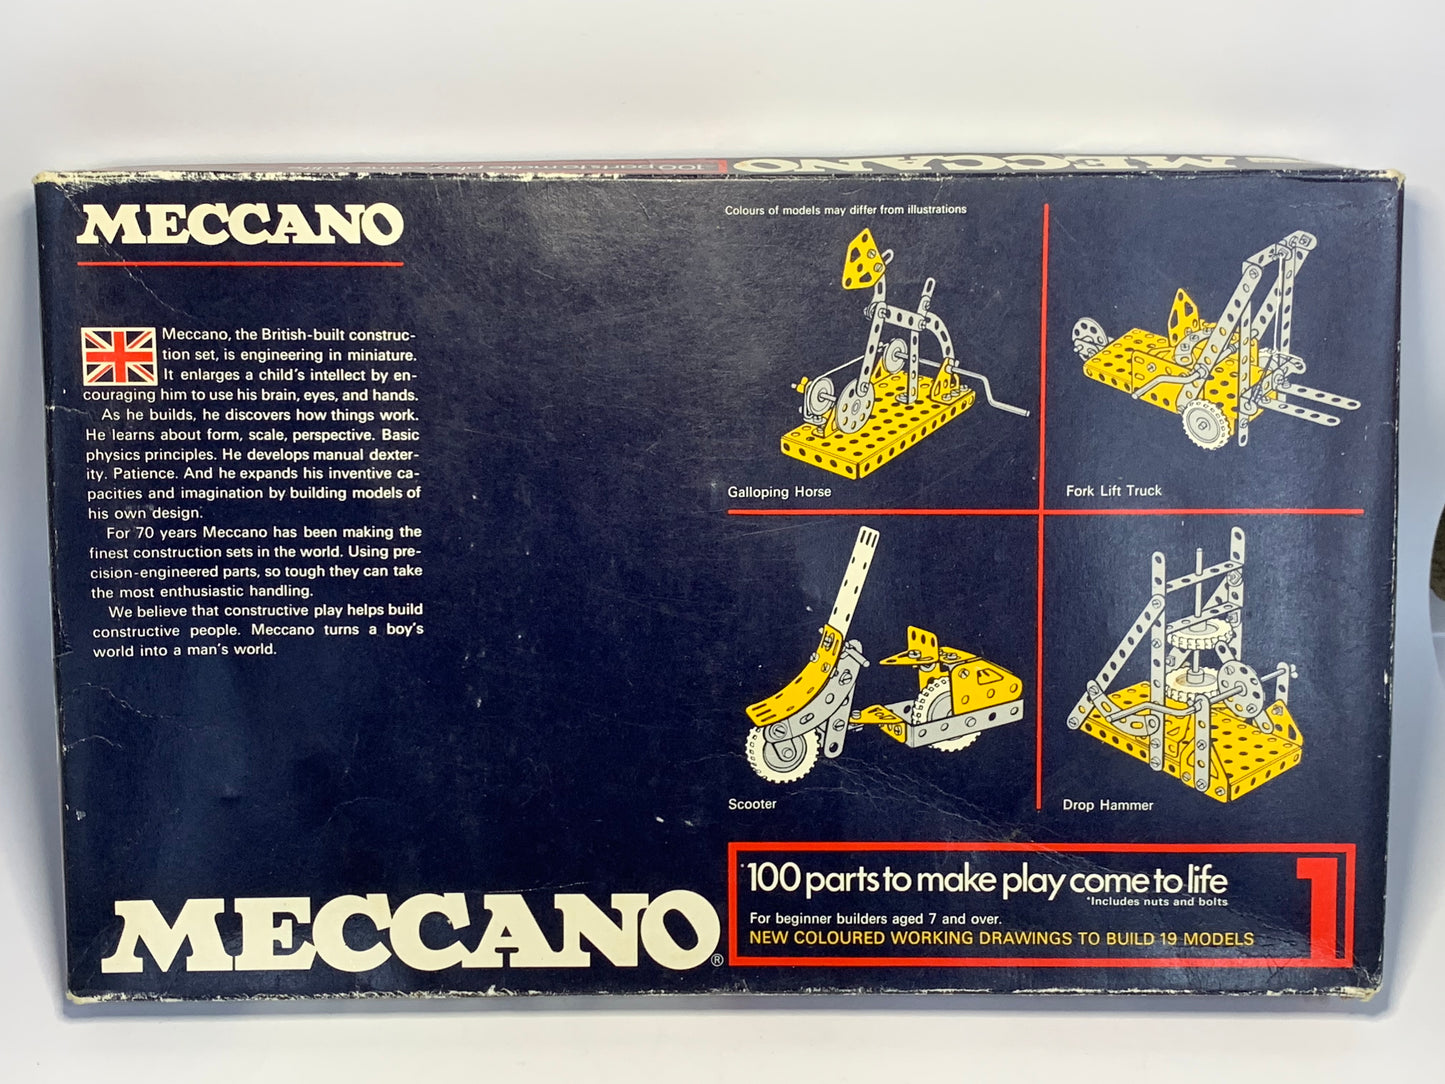 MECCANO
MECCANO
Meccano, the British-built construc-
tion set, is engineering in miniature.
It enlarges a child's intellect by en-
couraging him to use his brain, eyes, and hands.
As he builds, he discovers how things work.
He learns about form, scale, perspective. Basic
physics principles. He develops manual dexter-
ity. Patience. And he expands his inventive ca-
pacities and imagination by building models of
his own design.
For 70 years Meccano has been making the
finest construction sets in the world. Using pre-
cision-engineered parts, so tough they can take
the most enthusiastic handling.
We believe that constructive play helps build
constructive people. Meccano turns a boy's
world into a man's world.
Colours of models may differ from illustrations
Galloping Horse
Fork Lift Truck
Scooter
Drop Hammer
MECCANO®
*100 parts to make play come to life
*Includes nuts and bolts
For beginner builders aged 7 and over.
NEW COLOURED WORKING DRAWINGS TO BUILD 19 MODELS
1